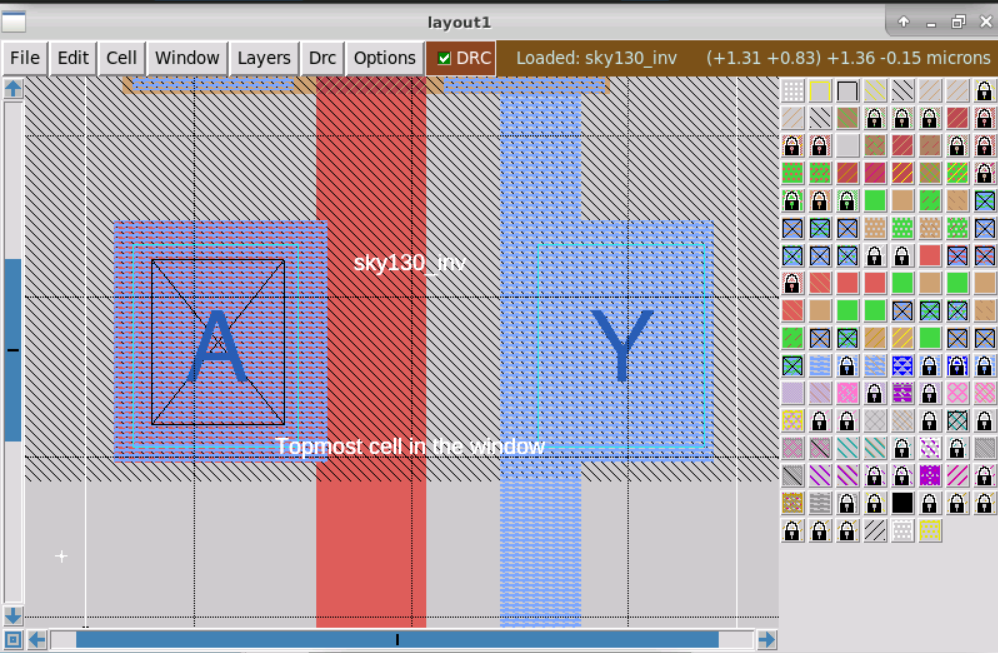 layout1
File Edit Cell Window Layers Drc Options DRC Loaded: sky130_inv (+1.31 +0.83) +1.36 -0.15 microns
sky130_inv
A Y
Topmost cell in the window